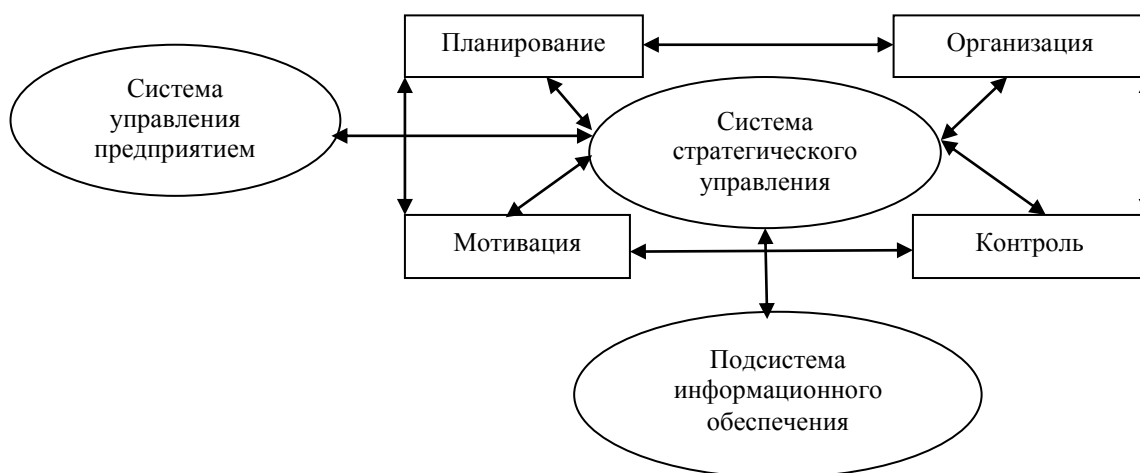 Планирование
Организация
Система
управления
предприятием
Система
стратегического
управления
Мотивация
Контроль
Подсистема
информационного
обеспечения